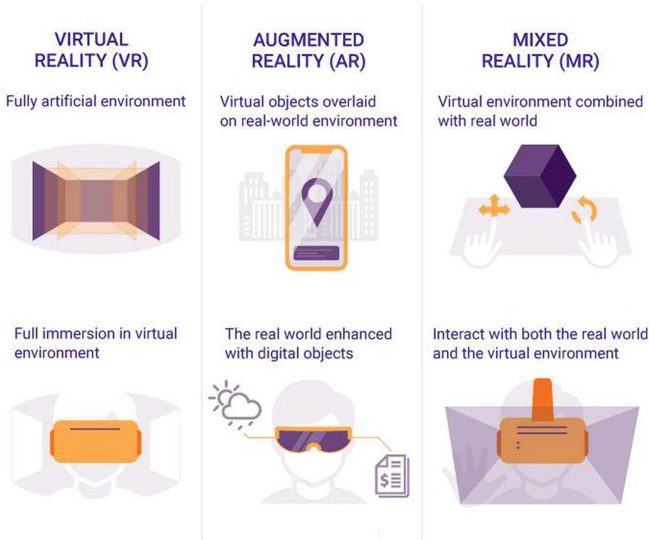 VIRTUAL
REALITY (VR)
Fully artificial environment
Full immersion in virtual
environment
AUGMENTED
REALITY (AR)
Virtual objects overlaid
on real-world environment
The real world enhanced
with digital objects
$
MIXED
REALITY (MR)
Virtual environment combined
with real world
Interact with both the real world
and the virtual environment